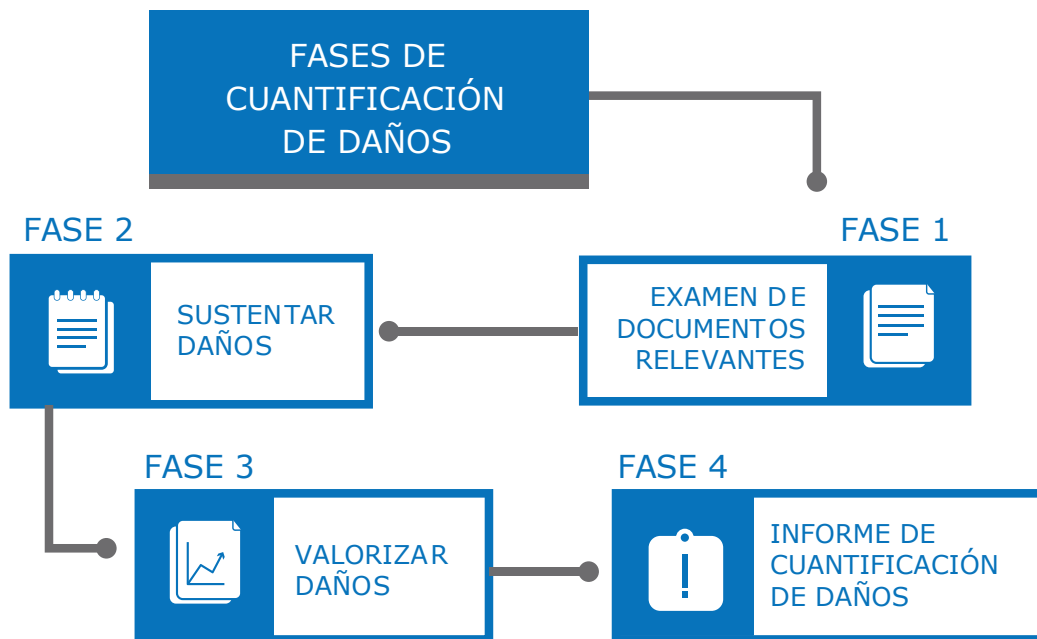 FASES DE
CUANTIFICACIÓN
DE DAÑOS
FASE 1
EXAMEN DE
DOCUMENTOS
RELEVANTES
FASE 2
SUSTENTAR
DAÑOS
FASE 3
VALORIZAR
DAÑOS
FASE 4
INFORME DE
CUANTIFICACIÓN
DE DAÑOS